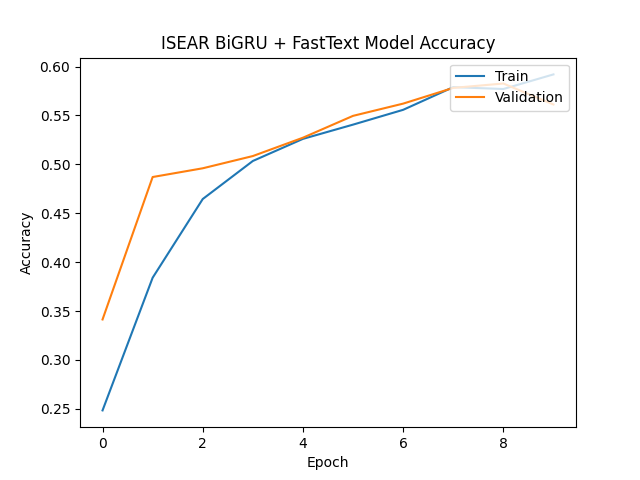 ISEAR BiGRU + FastText Model Accuracy
Train
Validation
0.60
0.55
0.50
0.45
0.40
0.35
0.30
0.25
Accuracy
0 2 4 6 8
Epoch